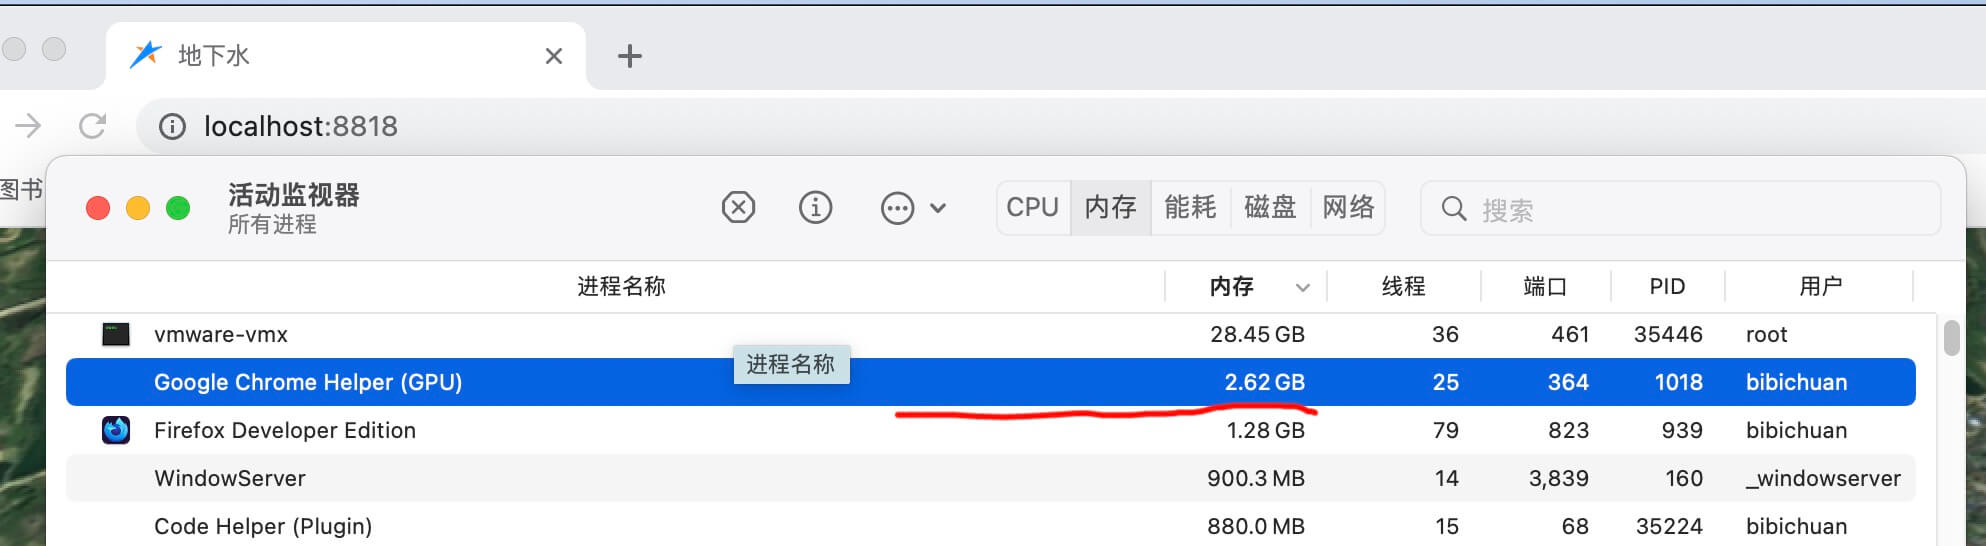 地下水
localhost:8818
图书
活动监视器
所有进程
CPU 内存 能耗 磁盘 网络 搜索
进程名称 内存 线程 端口 PID 用户
vmware-vmx 28.45 GB 36 461 35446 root
进程名称
Google Chrome Helper (GPU) 2.62 GB 25 364 1018 bibichuan
Firefox Developer Edition 1.28 GB 79 823 939 bibichuan
WindowServer 900.3 MB 14 3,839 160 _windowserver
Code Helper (Plugin) 880.0 MB 15 68 35224 bibichuan